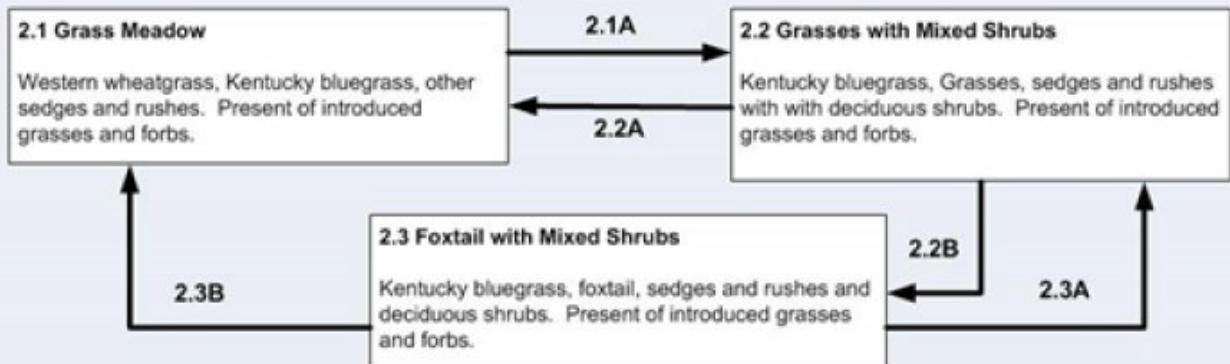 2.1 Grass Meadow
Western wheatgrass, Kentucky bluegrass, other
sedges and rushes. Present of introduced
grasses and forbs.
2.1A
2.2A
2.2 Grasses with Mixed Shrubs
Kentucky bluegrass, Grasses, sedges and rushes
with with deciduous shrubs. Present of introduced
grasses and forbs.
2.3B
2.3 Foxtail with Mixed Shrubs
Kentucky bluegrass, foxtail, sedges and rushes and
deciduous shrubs. Present of introduced grasses
and forbs.
2.2B
2.3A